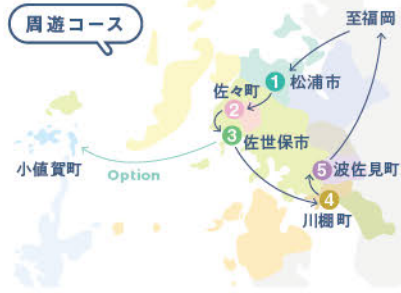 周遊コース
至福岡
1 松浦市
佐々町
2
3 佐世保市
小値賀町
Option
5 波佐見町
4
川棚町